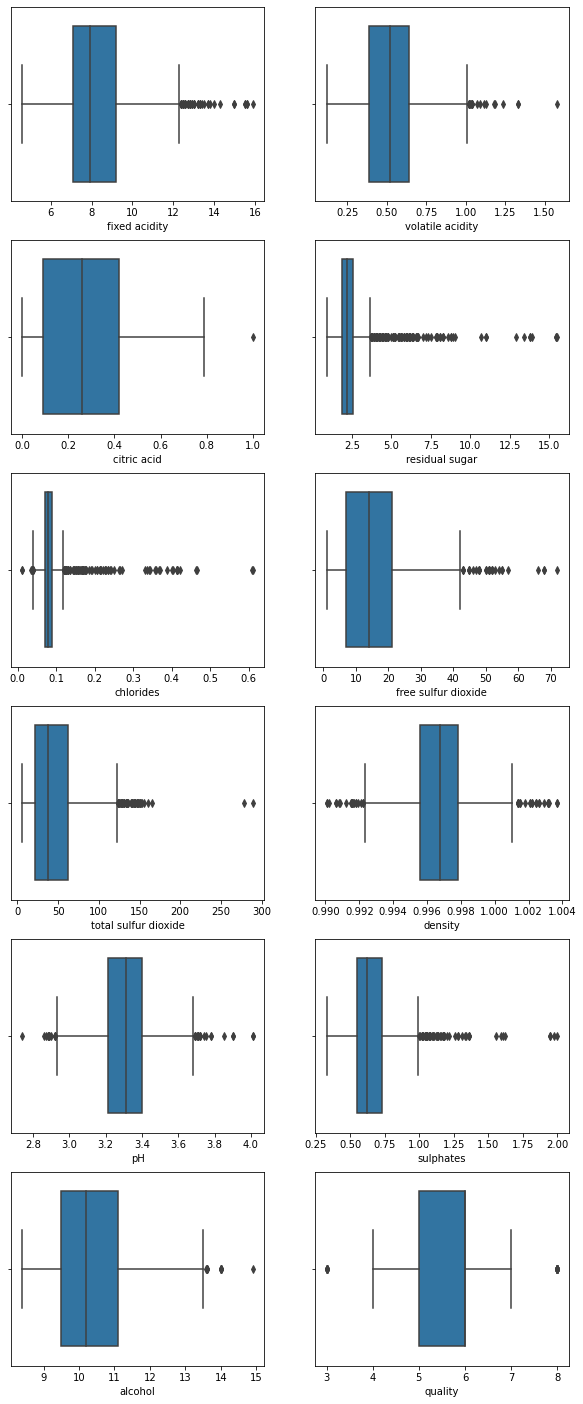 6 8 10 12 14 16
fixed acidity
0.25 0.50 0.75 1.00 1.25 1.50
volatile acidity
0.0 0.2 0.4 0.6 0.8 1.0
citric acid
2.5 5.0 7.5 10.0 12.5 15.0
residual sugar
0.0 0.1 0.2 0.3 0.4 0.5 0.6
chlorides
0 10 20 30 40 50 60 70
free sulfur dioxide
0 50 100 150 200 250 300
total sulfur dioxide
0.990 0.992 0.994 0.996 0.998 1.000 1.002 1.004
density
2.8 3.0 3.2 3.4 3.6 3.8 4.0
pH
0.25 0.50 0.75 1.00 1.25 1.50 1.75 2.00
sulphates
9 10 11 12 13 14 15
alcohol
3 4 5 6 7 8
quality